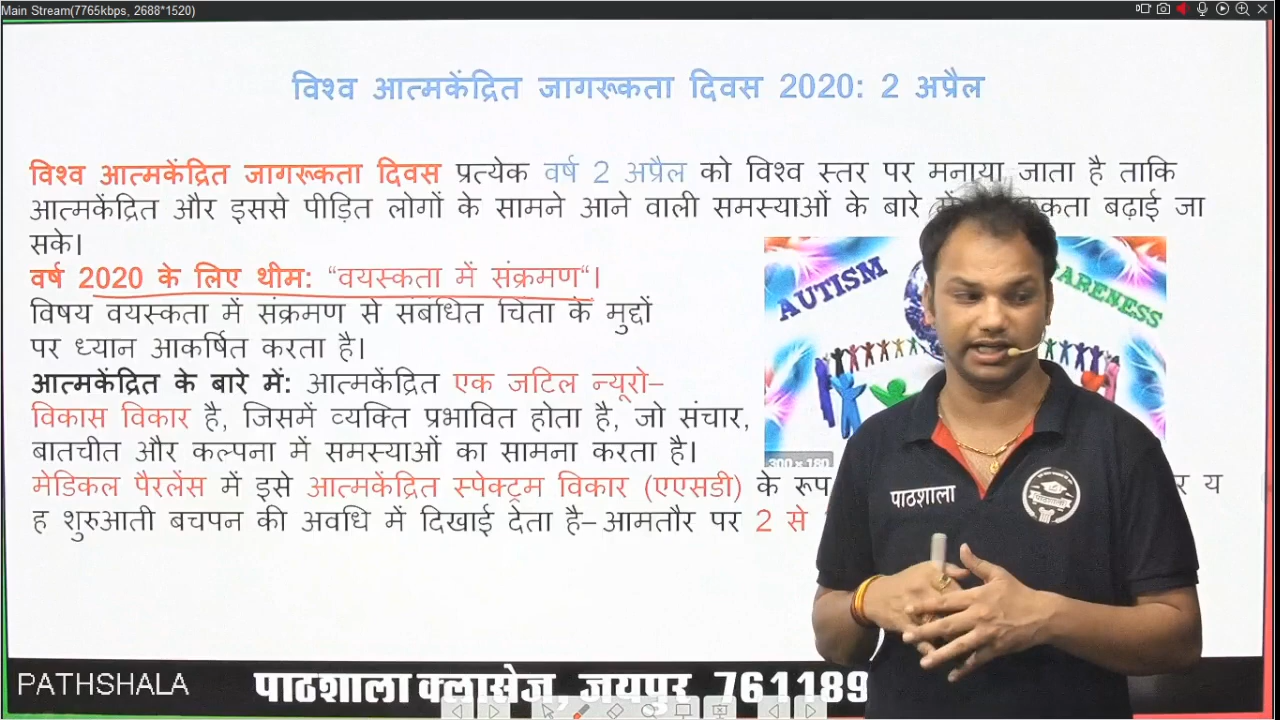 Main Stream(7765kbps, 2688*1520)
विश्व आत्मकेंद्रित जागरूकता दिवस 2020: 2 अप्रैल
विश्व आत्मकेंद्रित जागरूकता दिवस प्रत्येक वर्ष 2 अप्रैल को विश्व स्तर पर मनाया जाता है ताकि
आत्मकेंद्रित और इससे पीड़ित लोगों के सामने आने वाली समस्याओं के बारे बढ़ाई जा
सके।
वर्ष 2020 के लिए थीम: “वयस्कता में संक्रमण“।
विषय वयस्कता में संक्रमण से संबंधित चिंता के मुद्दों
पर ध्यान आकर्षित करता है।
आत्मकेंद्रित के बारे में: आत्मकेंद्रित एक जटिल न्यूरो–
विकास विकार है, जिसमें व्यक्ति प्रभावित होता है, जो संचार,
बातचीत और कल्पना में समस्याओं का सामना करता है।
मेडिकल पैरलेंस में इसे आत्मकेंद्रित स्पेक्ट्रम विकार (एएसडी) के रूप र य
ह शुरुआती बचपन की अवधि में दिखाई देता है–आमतौर पर 2 से
AUTISM
ARENESS
300 x 180
पाठशाला
PATHSHALA
पाठशाला क्लासेज, जयपुर 761189